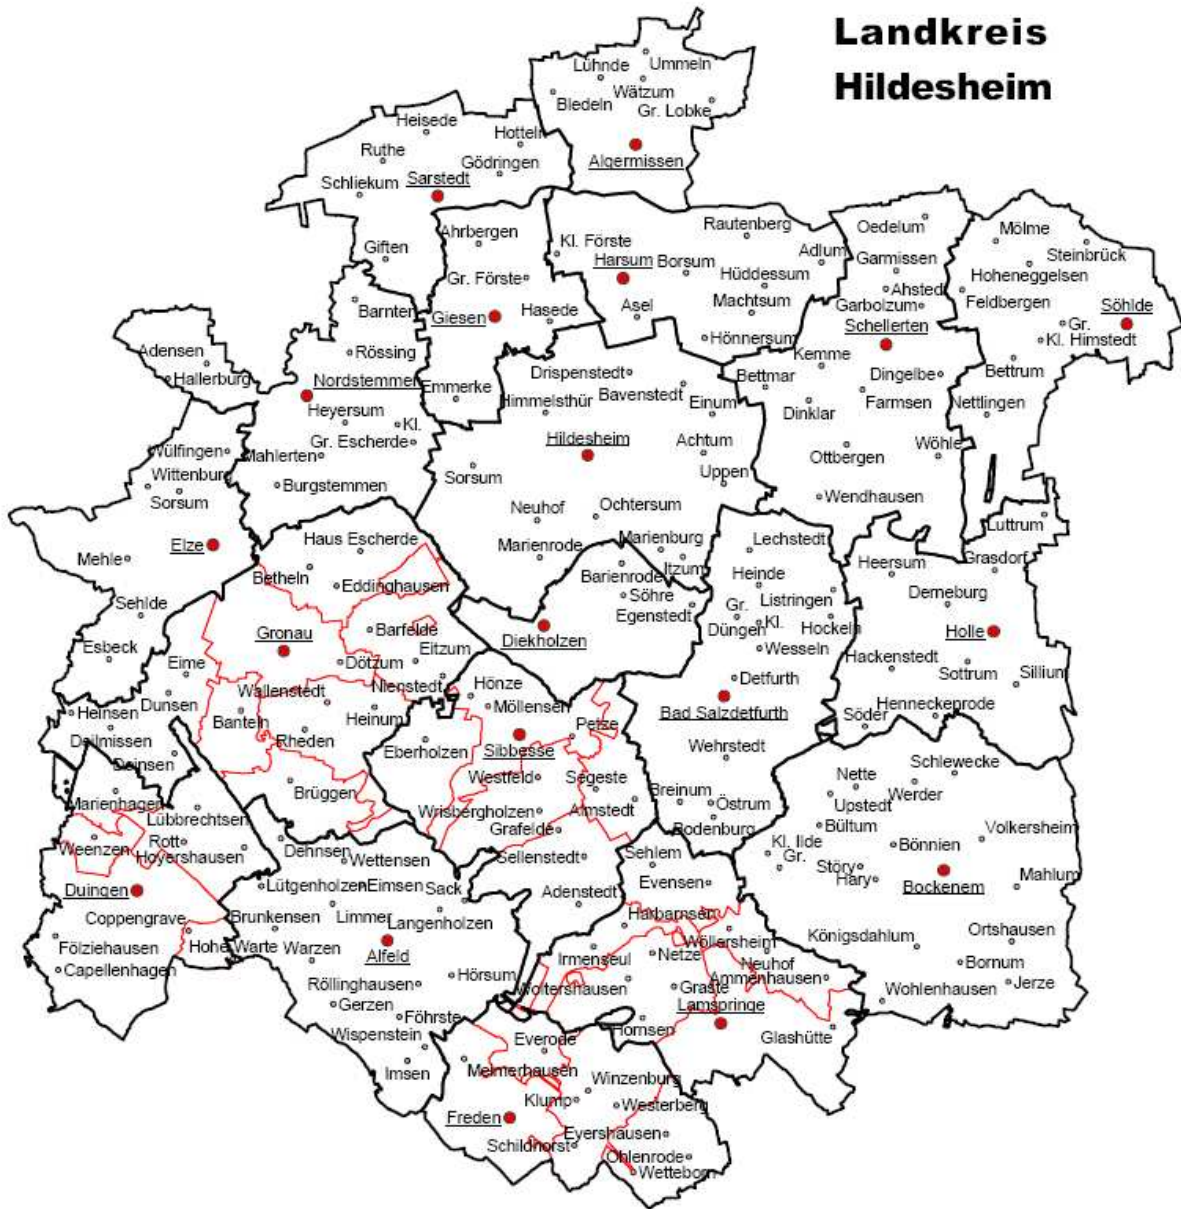 Landkreis
Hildesheim
Lühnde
Ummeln
Wätzum
Bledeln
Gr. Lobke
Algermissen
Heisede
Hotteln
Ruthe
Gödringen
Schliekum
Sarstedt
Giften
Ahrbergen
Gr. Förste
Giesen
Hasede
Emmerke
Kl. Förste
Harsum
Borsum
Asel
Rautenberg
Adlum
Hüddessum
Machtsum
Hönnersum
Oedelum
Garmissen
Ahsted
Garbolzum
Schellerten
Kemme
Bettmar
Dingelbe
Dinklar
Farmsen
Ottbergen
Wöhle
Wendhausen
Mölme
Steinbrück
Hoheneggelsen
Feldbergen
Söhlde
Gr.
Kl. Himstedt
Bettrum
Nettlingen
Barnten
Rössing
Adensen
Hallerburg
Nordstemmen
Heyersum
Kl.
Gr. Escherde
Mahlerten
Burgstemmen
Wülfingen
Wittenburg
Sorsum
Elze
Mehle
Sehlde
Esbeck
Drispenstedt
Himmelsthür
Bavenstedt
Einum
Hildesheim
Achtum
Sorsum
Uppen
Neuhof
Ochtersum
Marienrode
Marienburg
Itzum
Barienrode
Söhre
Egenstedt
Diekholzen
Lechstedt
Heinde
Listringen
Gr.
Düngen
Kl.
Hockeln
Wesseln
Detfurth
Bad Salzdetfurth
Wehrstedt
Breinum
Östrum
Bodenburg
Luttrum
Grasdorf
Heersum
Derneburg
Holle
Hackenstedt
Sottrum
Sillium
Henneckenrode
Söder
Haus Escherde
Betheln
Eddinghausen
Gronau
Barfelde
Eitzum
Dötzum
Nienstedt
Eime
Dunsen
Wallenstedt
Banteln
Heinum
Rheden
Brüggen
Heinsen
Deilmissen
Deinsen
Marienhagen
Lübbrechtsen
Weenzen
Rott
Hoyershausen
Duingen
Coppengrave
Fölziehausen
Capellenhagen
Hohe
Warte
Hönze
Möllensen
Eberholzen
Sibbesse
Petze
Westfeld
Segeste
Wrisbergholzen
Almstedt
Grafelde
Sellenstedt
Adenstedt
Dehnsen
Wettensen
Lütgenholzen
Eimsen
Sack
Brunkensen
Limmer
Langenholzen
Warzen
Alfeld
Röllinghausen
Hörsum
Gerzen
Föhrste
Wispenstein
Imsen
Sehlem
Evensen
Harbarnsen
Wöllersheim
Irmenseul
Netze
Neuhof
Ammenhausen
Woltershausen
Graste
Lamspringe
Hornsen
Glashütte
Schlewecke
Nette
Werder
Upstedt
Bültum
Volkersheim
Kl. Ilde
Gr.
Bönnien
Störy
Hary
Bockenem
Mahlum
Königsdahlum
Ortshausen
Bornum
Wohlenhausen
Jerze
Everode
Meimerhausen
Winzenburg
Klump
Westerberg
Freden
Eyershausen
Schildhorst
Ohlenrode
Wetteborn